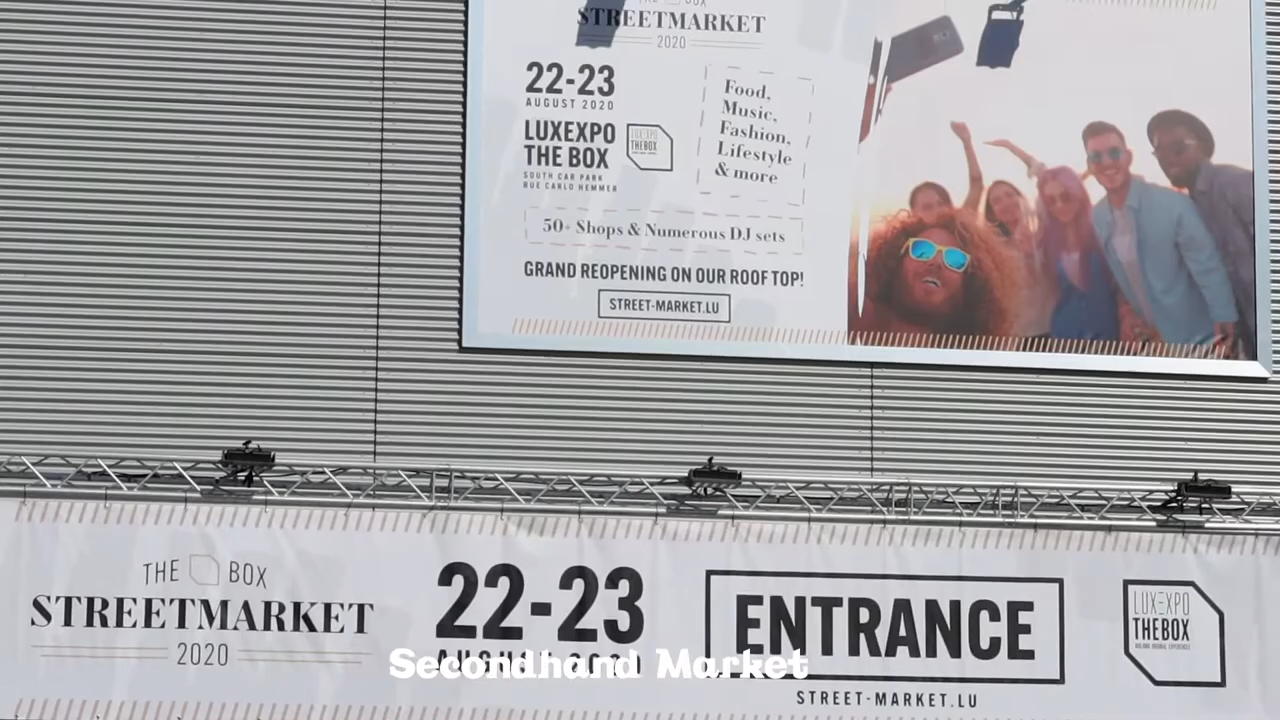 THE BOX
STREETMARKET
2020
22-23
AUGUST 2020
LUXEXPO
THE BOX
LUXEXPO
THEBOX
SOUTH CAR PARK
RUE CARLO HEMMER
Food,
Music,
Fashion,
Lifestyle
& more
50+ Shops & Numerous DJ sets
GRAND REOPENING ON OUR ROOF TOP!
STREET-MARKET.LU
THE BOX
STREETMARKET
2020
22-23
AUGUST 2020
ENTRANCE
STREET-MARKET.LU
LUXEXPO
THEBOX
Secondhand Market